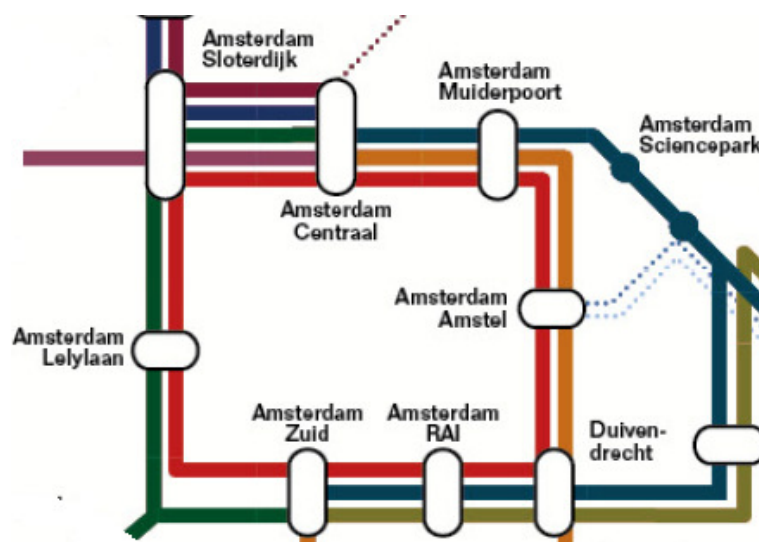 Amsterdam
Sloterdijk
Amsterdam
Muiderpoort
Amsterdam
Sciencepark
Amsterdam
Centraal
Amsterdam
Amstel
Amsterdam
Lelylaan
Amsterdam
Zuid
Amsterdam
RAI
Duiven-
drecht